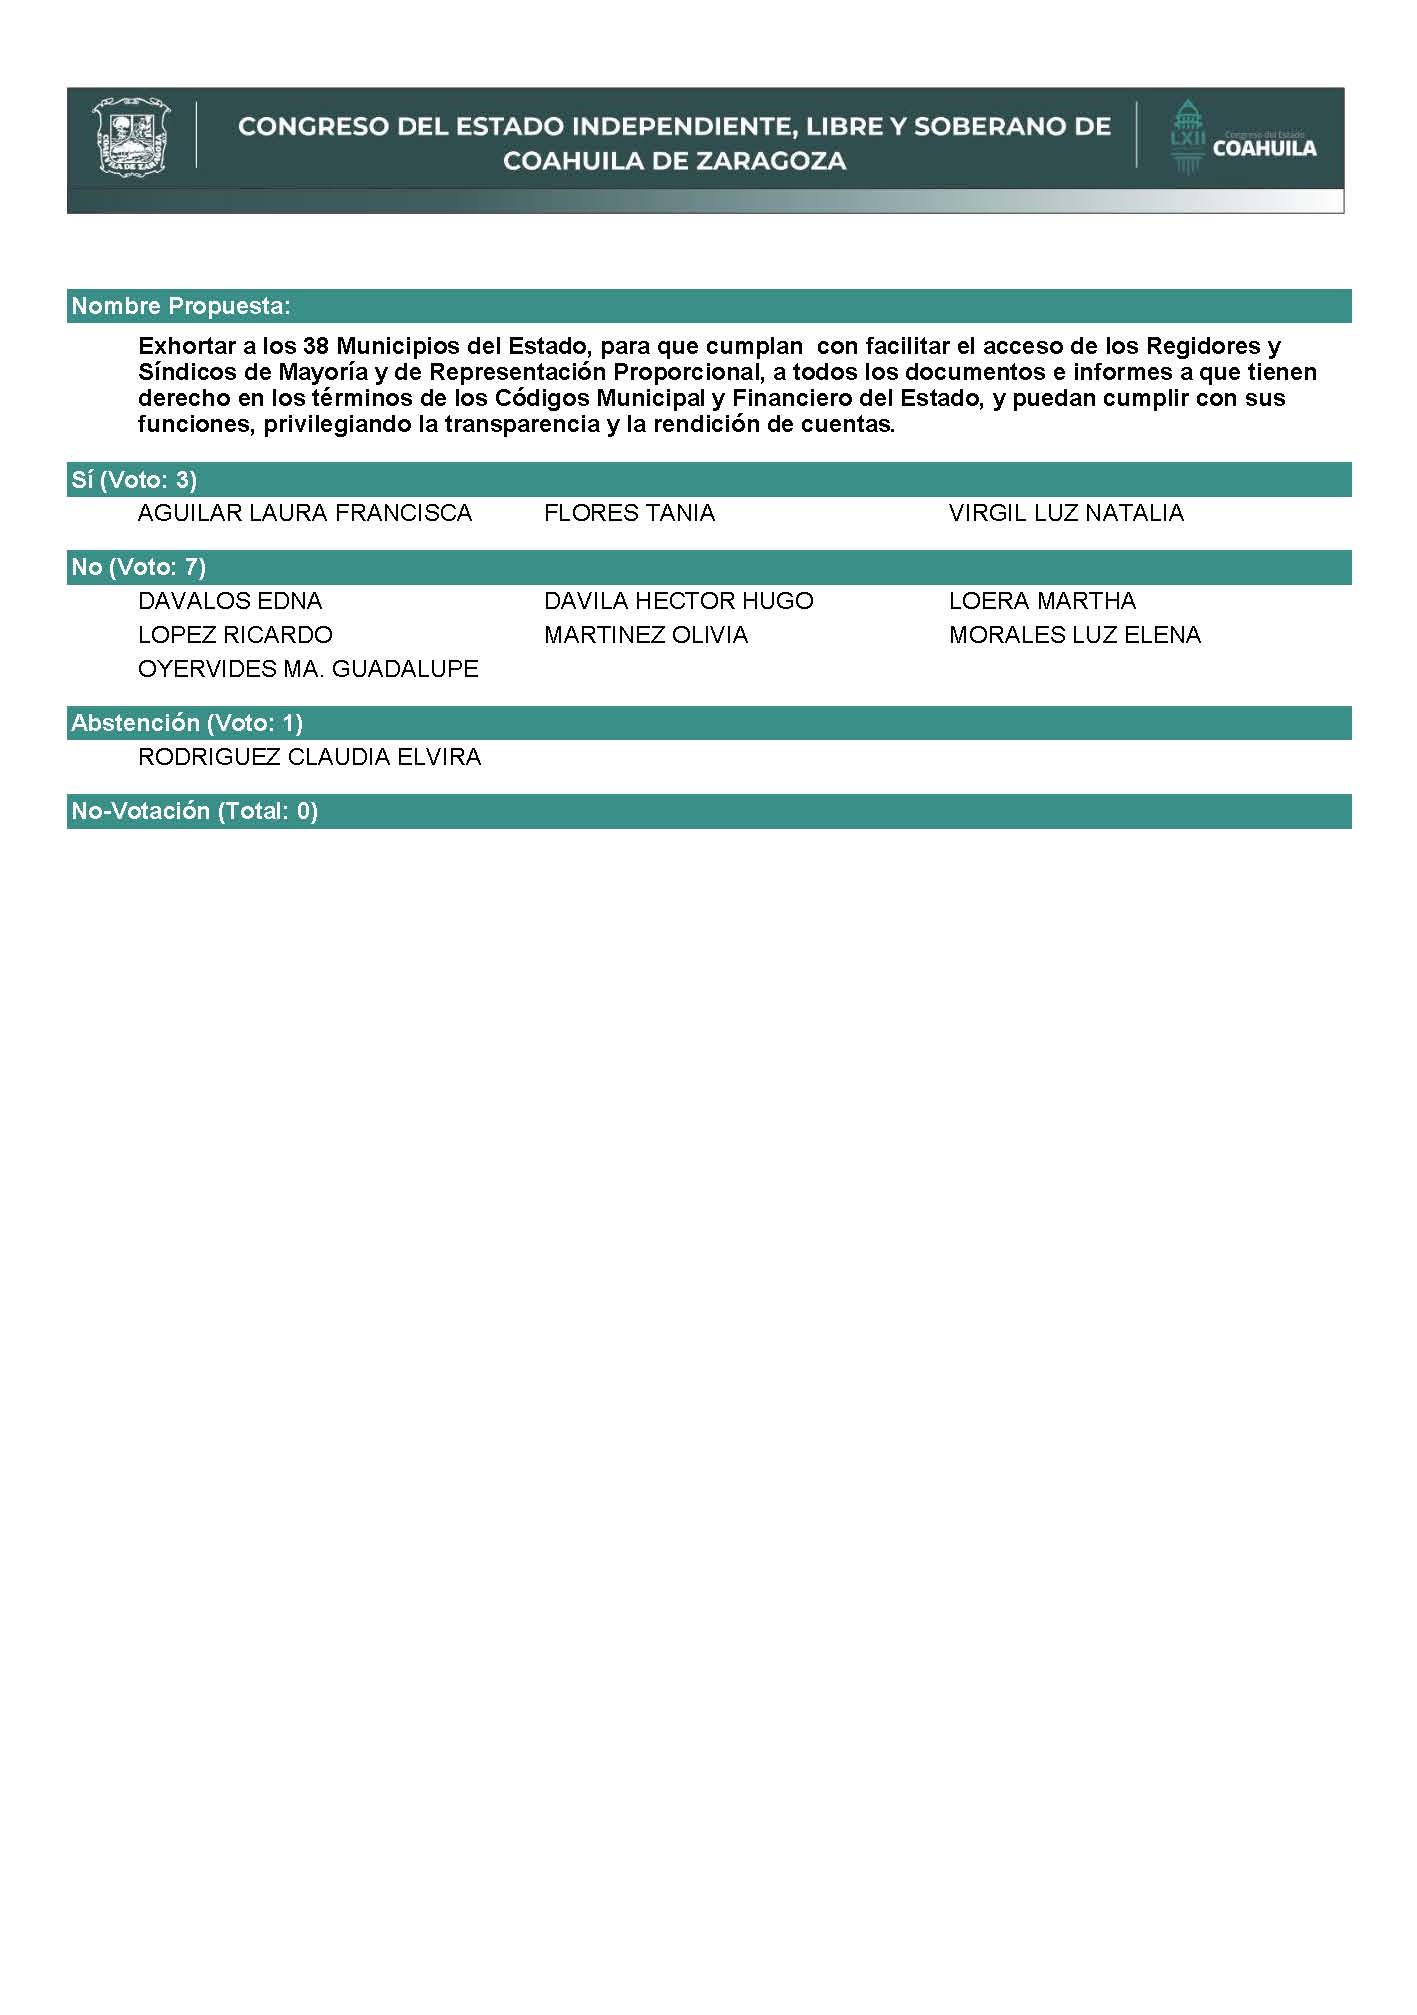 CONGRESO DEL ESTADO INDEPENDIENTE, LIBRE Y SOBERANO DE
COAHUILA DE ZARAGOZA
LXII
Congreso del Estado
COAHUILA
Nombre Propuesta:
Exhortar a los 38 Municipios del Estado, para que cumplan  con facilitar el acceso de los Regidores y
Síndicos de Mayoría y de Representación Proporcional, a todos los documentos e informes a que tienen
derecho en los términos de los Códigos Municipal y Financiero del Estado, y puedan cumplir con sus
funciones, privilegiando la transparencia y la rendición de cuentas.
Sí (Voto: 3)
AGUILAR LAURA FRANCISCA FLORES TANIA VIRGIL LUZ NATALIA
No (Voto: 7)
DAVALOS EDNA DAVILA HECTOR HUGO LOERA MARTHA
LOPEZ RICARDO MARTINEZ OLIVIA MORALES LUZ ELENA
OYERVIDES MA. GUADALUPE
Abstención (Voto: 1)
RODRIGUEZ CLAUDIA ELVIRA
No-Votación (Total: 0)